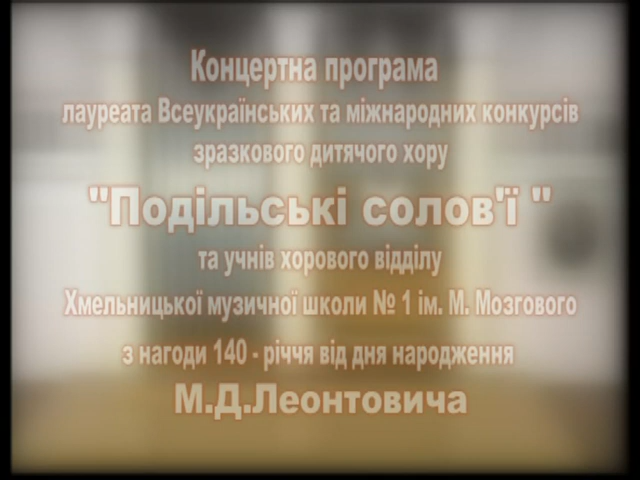 Концертна програма
лауреата Всеукраїнських та міжнародних конкурсів
зразкового дитячого хору
"Подільські солов'ї "
та учнів хорового відділу
Хмельницької музичної школи № 1 ім. М. Мозгового
з нагоди 140 - річчя від дня народження
М.Д.Леонтовича